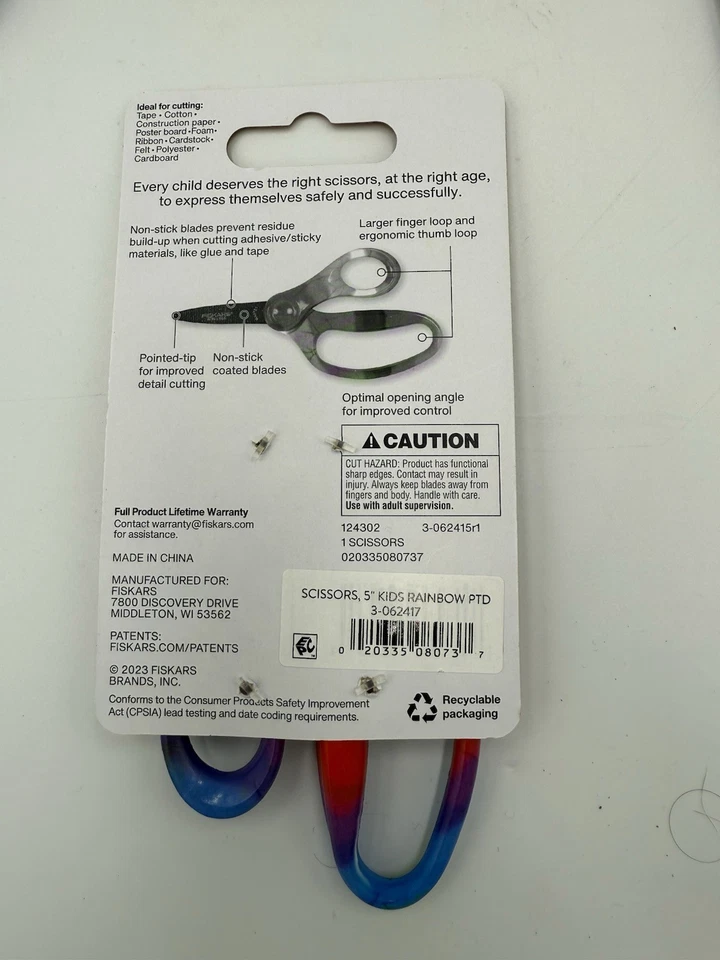 Ideal for cutting:
Tape • Cotton •
Construction paper •
Poster board • Foam •
Ribbon • Cardstock •
Felt • Polyester •
Cardboard
Every child deserves the right scissors, at the right age,
to express themselves safely and successfully.
Non-stick blades prevent residue
build-up when cutting adhesive/sticky
materials, like glue and tape
Larger finger loop and
ergonomic thumb loop
FISKARS
Pointed-tip
for improved
detail cutting
Non-stick
coated blades
Optimal opening angle
for improved control
CAUTION
CUT HAZARD: Product has functional
sharp edges. Contact may result in
injury. Always keep blades away from
fingers and body. Handle with care.
Use with adult supervision.
Full Product Lifetime Warranty
Contact warranty@fiskars.com
for assistance.
124302 3-062415r1
1 SCISSORS
020335080737
MADE IN CHINA
MANUFACTURED FOR:
FISKARS
7800 DISCOVERY DRIVE
MIDDLETON, WI 53562
PATENTS:
FISKARS.COM/PATENTS
© 2023 FISKARS
BRANDS, INC.
SCISSORS, 5" KIDS RAINBOW PTD
3-062417
0 20335 08073 7
Conforms to the Consumer Products Safety Improvement
Act (CPSIA) lead testing and date coding requirements.
Recyclable
packaging